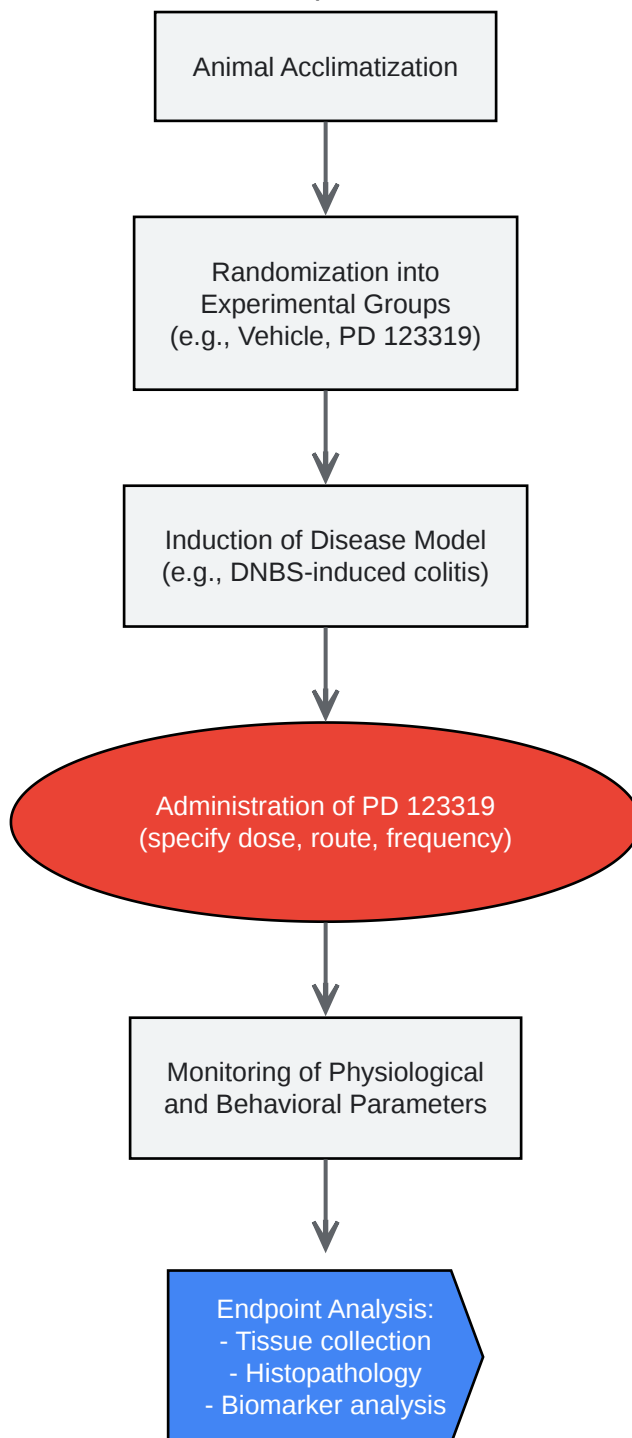 Animal Acclimatization
Randomization into
Experimental Groups
(e.g., Vehicle, PD 123319)
Induction of Disease Model
(e.g., DNBS-induced colitis)
Administration of PD 123319
(specify dose, route, frequency)
Monitoring of Physiological
and Behavioral Parameters
Endpoint Analysis:
- Tissue collection
- Histopathology
- Biomarker analysis